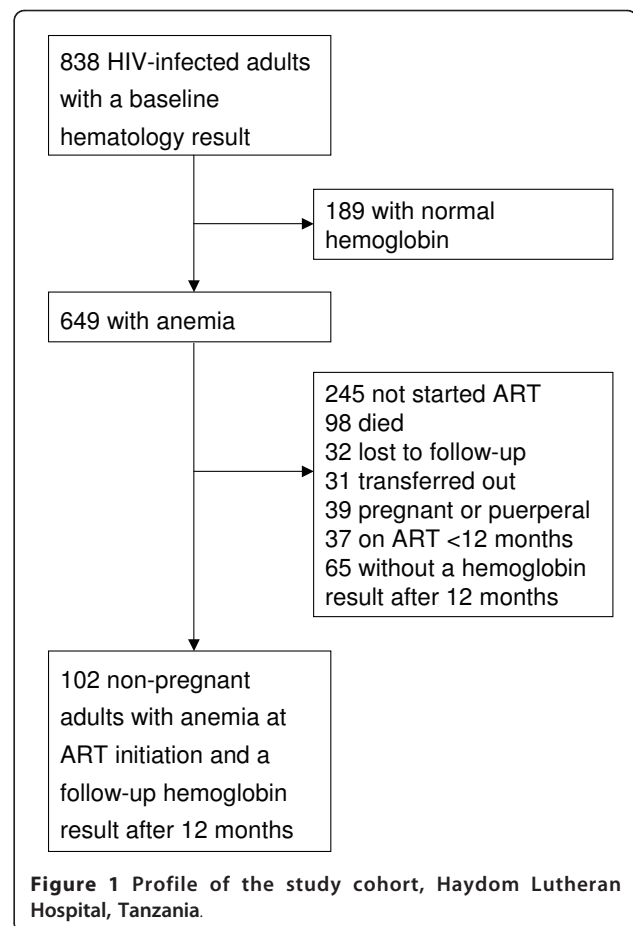 838 HIV-infected adults
with a baseline
hematology result
189 with normal
hemoglobin
649 with anemia
245 not started ART
98 died
32 lost to follow-up
31 transferred out
39 pregnant or puerperal
37 on ART <12 months
65 without a hemoglobin
result after 12 months
102 non-pregnant
adults with anemia at
ART initiation and a
follow-up hemoglobin
result after 12 months
Figure 1 Profile of the study cohort, Haydom Lutheran
Hospital, Tanzania.